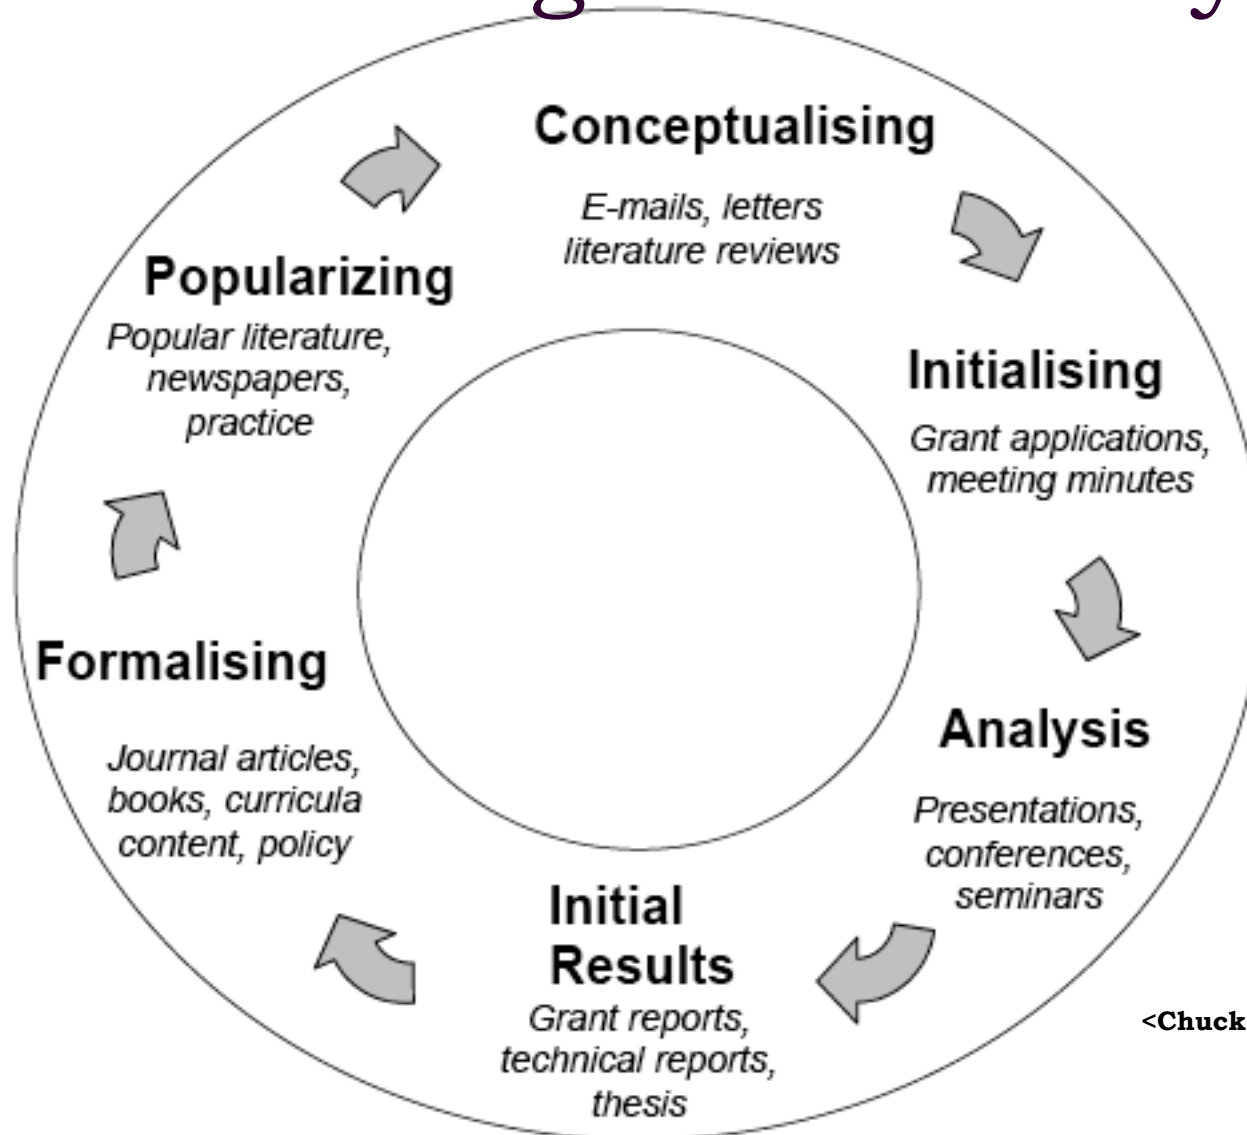 Conceptualising
E-mails, letters
literature reviews
Initialising
Grant applications,
meeting minutes
Analysis
Presentations,
conferences,
seminars
Initial
Results
Grant reports,
technical reports,
thesis
Formalising
Journal articles,
books, curricula
content, policy
Popularizing
Popular literature,
newspapers,
practice
<Chuck